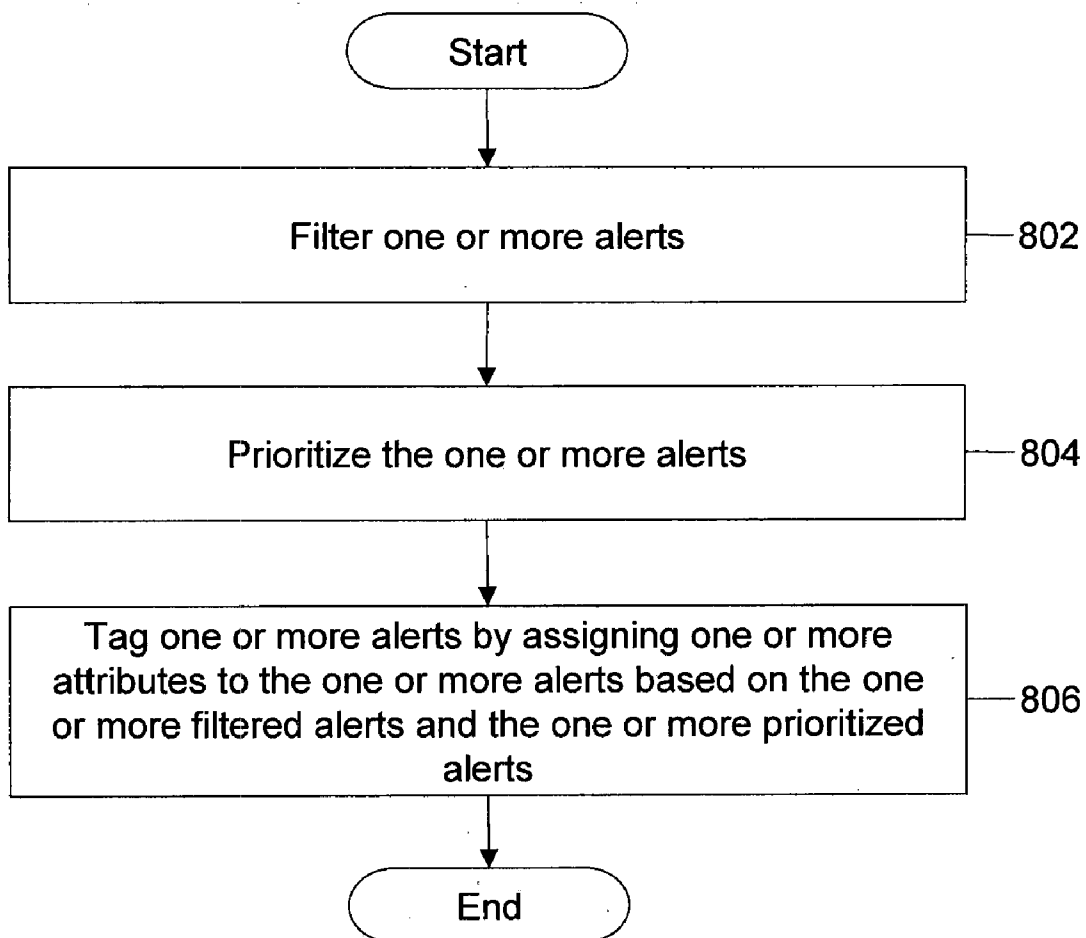 Start
Filter one or more alerts
802
Prioritize the one or more alerts
804
Tag one or more alerts by assigning one or more
attributes to the one or more alerts based on the one
or more filtered alerts and the one or more prioritized
alerts
806
End